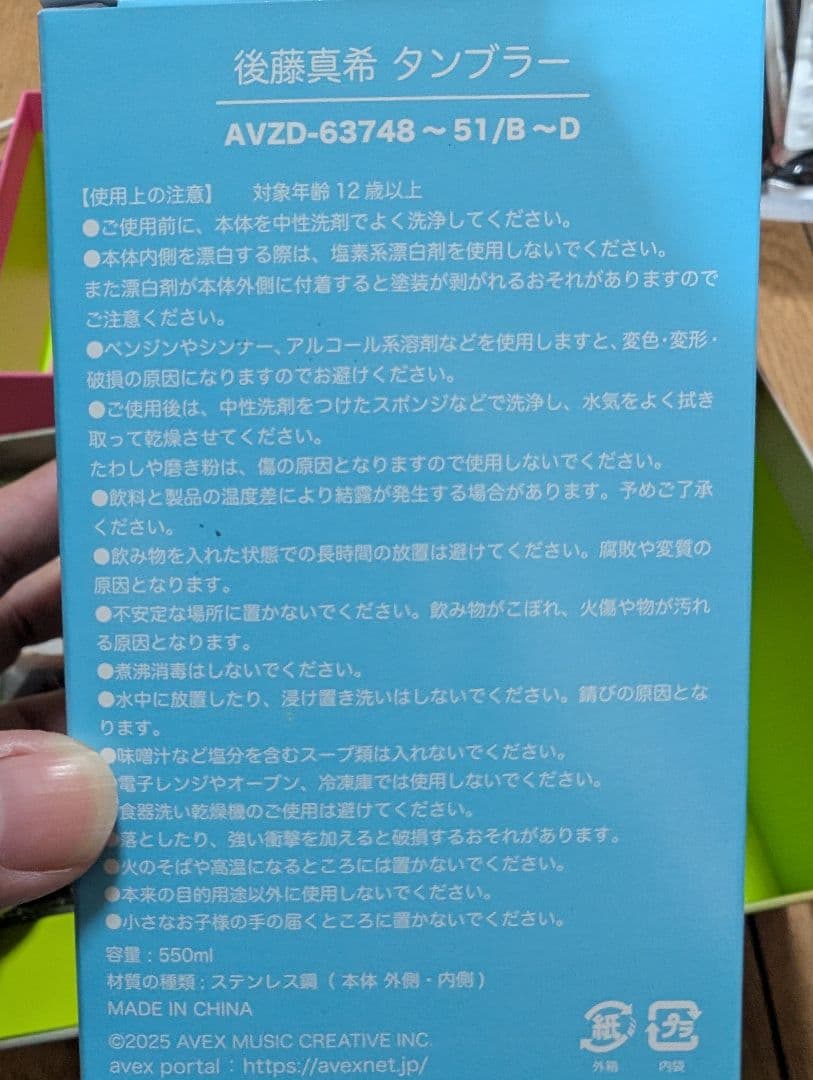 後藤真希 タンブラー
AVZD-63748～51/B～D
【使用上の注意】　対象年齢12歳以上
●ご使用前に、本体を中性洗剤でよく洗浄してください。
●本体内側を漂白する際は、塩素系漂白剤を使用しないでください。
また漂白剤が本体外側に付着すると塗装が剥がれるおそれがありますので
ご注意ください。
●ベンジンやシンナー、アルコール系溶剤などを使用しますと、変色・変形・
破損の原因になりますのでお避けください。
●ご使用後は、中性洗剤をつけたスポンジなどで洗浄し、水気をよく拭き
取って乾燥させてください。
たわしや磨き粉は、傷の原因となりますので使用しないでください。
●飲料と製品の温度差により結露が発生する場合があります。予めご了承
ください。
●飲み物を入れた状態での長時間の放置は避けてください。腐敗や変質の
原因となります。
●不安定な場所に置かないでください。飲み物がこぼれ、火傷や物が汚れ
る原因となります。
●煮沸消毒はしないでください。
●水中に放置したり、浸け置き洗いはしないでください。錆びの原因とな
ります。
●味噌汁など塩分を含むスープ類は入れないでください。
電子レンジやオーブン、冷凍庫では使用しないでください。
食器洗い乾燥機のご使用は避けてください。
●落としたり、強い衝撃を加えると破損するおそれがあります。
●火のそばや高温になるところには置かないでください。
●本来の目的用途以外に使用しないでください。
●小さなお子様の手の届くところに置かないでください。
容量：550ml
材質の種類：ステンレス鋼（本体 外側・内側）
MADE IN CHINA
©2025 AVEX MUSIC CREATIVE INC.
avex portal：https://avexnet.jp/
紙
外箱
プラ
内袋